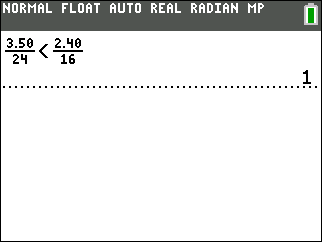 NORMAL FLOAT AUTO REAL RADIAN MP
3.50/24 < 2.40/16
1